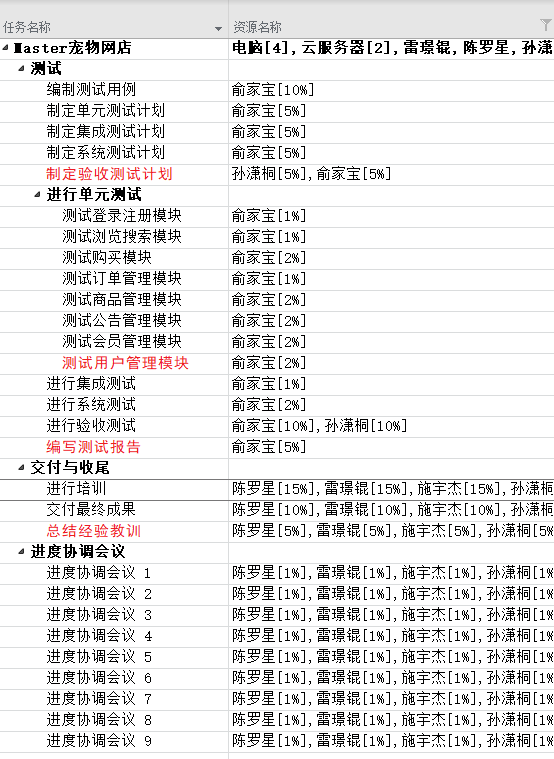 任务名称 资源名称
Master宠物网店 电脑[4],云服务器[2],雷璟锟,陈罗星,孙潇
测试
编制测试用例 俞家宝[10%]
制定单元测试计划 俞家宝[5%]
制定集成测试计划 俞家宝[5%]
制定系统测试计划 俞家宝[5%]
制定验收测试计划 孙潇桐[5%],俞家宝[5%]
进行单元测试
测试登录注册模块 俞家宝[1%]
测试浏览搜索模块 俞家宝[1%]
测试购买模块 俞家宝[2%]
测试订单管理模块 俞家宝[1%]
测试商品管理模块 俞家宝[2%]
测试公告管理模块 俞家宝[2%]
测试会员管理模块 俞家宝[2%]
测试用户管理模块 俞家宝[2%]
进行集成测试 俞家宝[1%]
进行系统测试 俞家宝[2%]
进行验收测试 俞家宝[10%],孙潇桐[10%]
编写测试报告 俞家宝[5%]
交付与收尾
进行培训 陈罗星[15%],雷璟锟[15%],施宇杰[15%],孙潇桐
交付最终成果 陈罗星[10%],雷璟锟[10%],施宇杰[10%],孙潇桐
总结经验教训 陈罗星[5%],雷璟锟[5%],施宇杰[5%],孙潇桐[5%
进度协调会议
进度协调会议 1 陈罗星[1%],雷璟锟[1%],施宇杰[1%],孙潇桐[1%
进度协调会议 2 陈罗星[1%],雷璟锟[1%],施宇杰[1%],孙潇桐[1%
进度协调会议 3 陈罗星[1%],雷璟锟[1%],施宇杰[1%],孙潇桐[1%
进度协调会议 4 陈罗星[1%],雷璟锟[1%],施宇杰[1%],孙潇桐[1%
进度协调会议 5 陈罗星[1%],雷璟锟[1%],施宇杰[1%],孙潇桐[1%
进度协调会议 6 陈罗星[1%],雷璟锟[1%],施宇杰[1%],孙潇桐[1%
进度协调会议 7 陈罗星[1%],雷璟锟[1%],施宇杰[1%],孙潇桐[1%
进度协调会议 8 陈罗星[1%],雷璟锟[1%],施宇杰[1%],孙潇桐[1%
进度协调会议 9 陈罗星[1%],雷璟锟[1%],施宇杰[1%],孙潇桐[1%